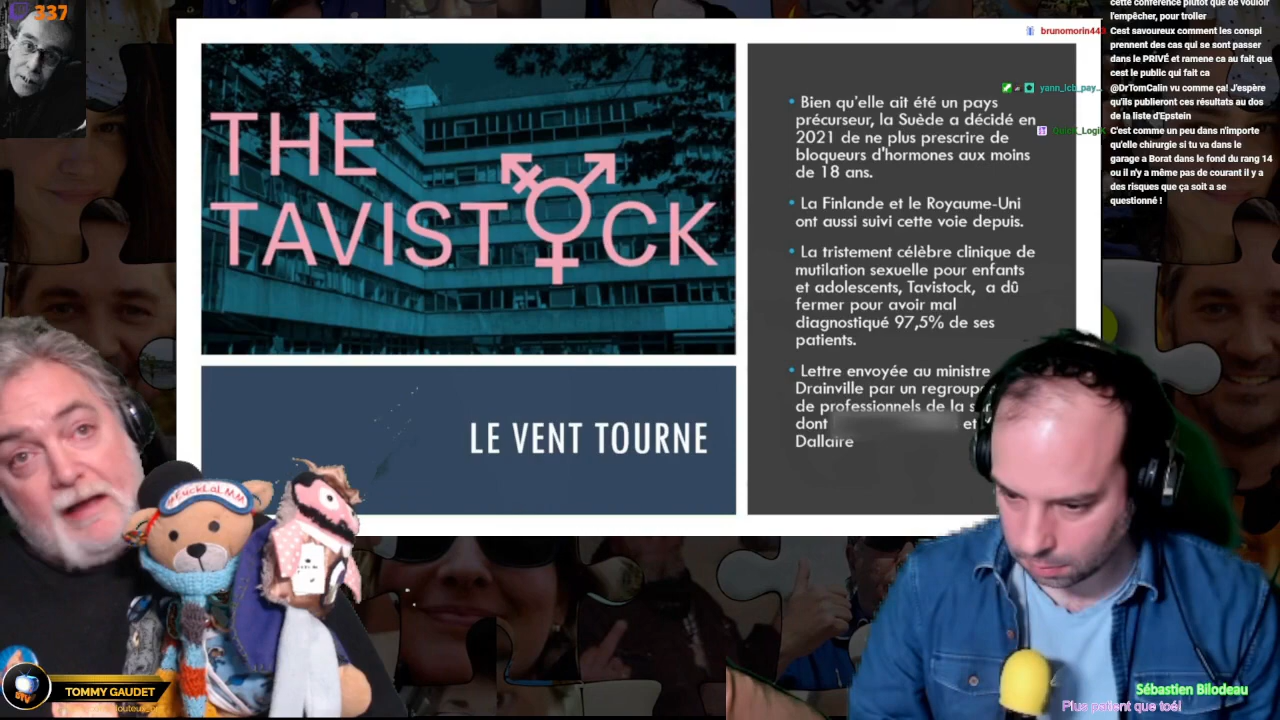 337
cette conférence plutôt que de vouloir
l'empêcher, pour troller
brunomorin44
Cest savoureux comment les conspi
prennent des cas qui se sont passer
dans le PRIVÉ et ramene ca au fait que
cest le public qui fait ca
yann_lcb_pay...
@DrTomCalin vu comme ça! J'espère
qu'ils publieront ces résultats au dos
de la liste d'Epstein
C'est comme un peu dans n'importe
qu'elle chirurgie si tu va dans le
garage a Borat dans le fond du rang 14
ou il n'y a même pas de courant il y a
des risques que ça soit a se
questionné !
THE
TAVISTOCK
LE VENT TOURNE
• Bien qu'elle ait été un pays
précurseur, la Suède a décidé en
2021 de ne plus prescrire de
bloqueurs d'hormones aux moins
de 18 ans.
• La Finlande et le Royaume-Uni
ont aussi suivi cette voie depuis.
• La tristement célèbre clinique de
mutilation sexuelle pour enfants
et adolescents, Tavistock, a dû
fermer pour avoir mal
diagnostiqué 97,5% de ses
patients.
• Lettre envoyée au ministre
Drainville par un
de professionnels de la
dont et
Dallaire
TOMMY GAUDET
Sébastien Bilodeau
Plus patient que toé!